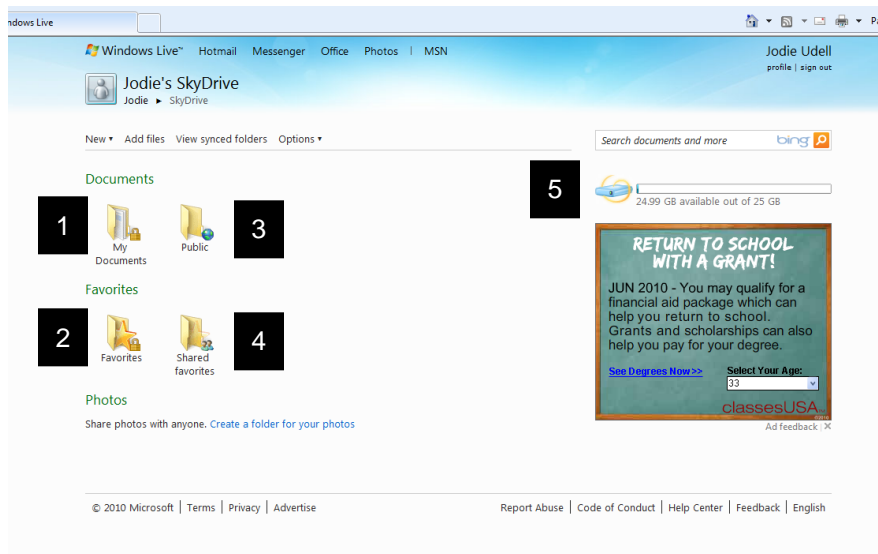 ndows Live
Pa
Windows Live™ Hotmail Messenger Office Photos | MSN
Jodie Udell
profile | sign out
Jodie's SkyDrive
Jodie ► SkyDrive
New ▾ Add files View synced folders Options ▾
Search documents and more bing
Documents
5
24.99 GB available out of 25 GB
1
My
Documents
Public
3
RETURN TO SCHOOL
WITH A GRANT!
JUN 2010 - You may qualify for a
financial aid package which can
help you return to school.
Grants and scholarships can also
help you pay for your degree.
See Degrees Now>>
Select Your Age:
33
classesUSA
©2010
Ad feedback | X
Favorites
2
Favorites
Shared
favorites
4
Photos
Share photos with anyone. Create a folder for your photos
© 2010 Microsoft | Terms | Privacy | Advertise
Report Abuse | Code of Conduct | Help Center | Feedback | English